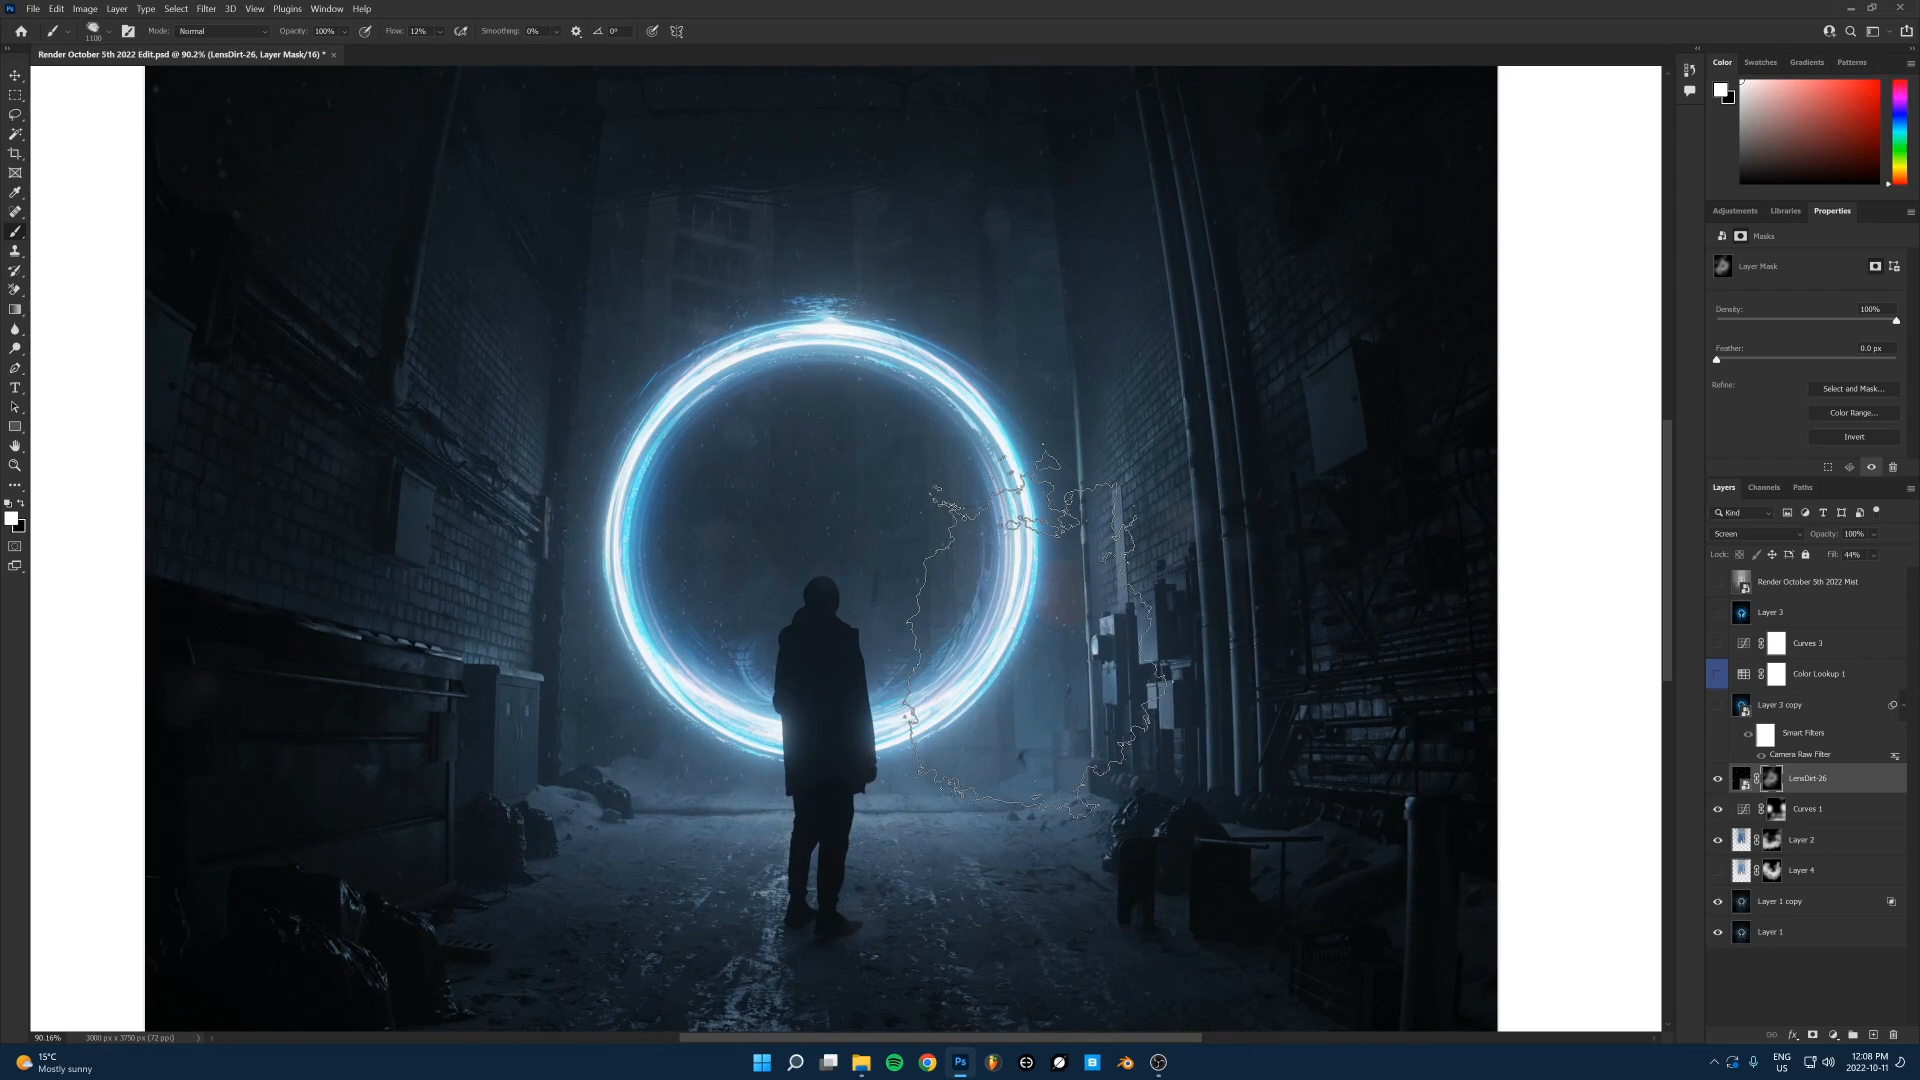 Ps File Edit Image Layer Type Select Filter 3D View Plugins Window Help
1100 Mode: Normal Opacity: 100% Flow: 12% Smoothing: 0% 0°
Render October 5th 2022 Edit.psd @ 90.2% (LensDirt-26, Layer Mask/16) *
Color Swatches Gradients Patterns
Adjustments Libraries Properties
Masks
Layer Mask
Density: 100%
Feather: 0.0 px
Refine: Select and Mask...
Color Range...
Invert
Layers Channels Paths
Kind
Screen Opacity: 100%
Lock: Fill: 44%
Render October 5th 2022 Mist
Layer 3
Curves 3
Color Lookup 1
Layer 3 copy
Smart Filters
Camera Raw Filter
LensDirt-26
Curves 1
Layer 2
Layer 4
Layer 1 copy
Layer 1
90.16% 3000 px x 3750 px (72 ppi)
fx
15°C
Mostly sunny
Ps
ENG
US
12:08 PM
2022-10-11